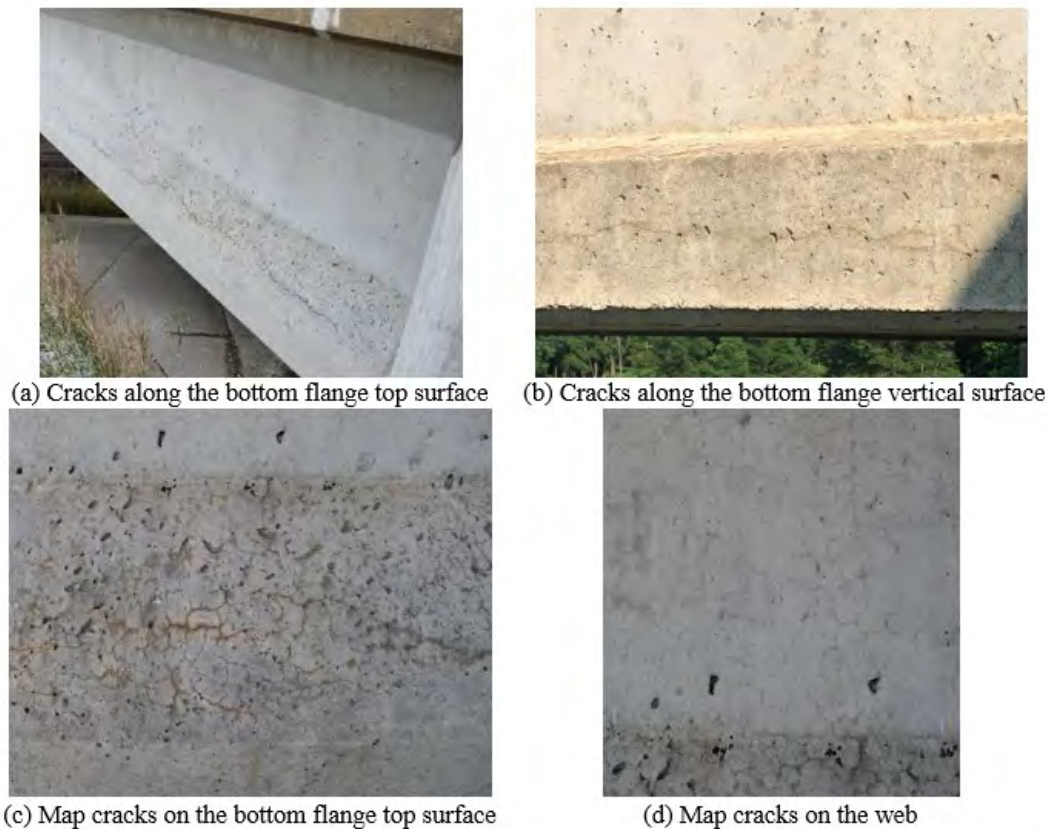 (a) Cracks along the bottom flange top surface
(b) Cracks along the bottom flange vertical surface
(c) Map cracks on the bottom flange top surface
(d) Map cracks on the web